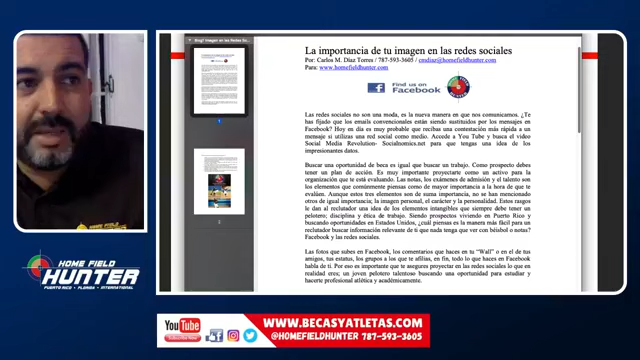 Blog7 Imagen en las Redes So...
La importancia de tu imagen en las redes sociales
Por: Carlos M. Díaz Torres / 787-593-3605 / cmdiaz@homefieldhunter.com
Para: www.homefieldhunter.com
Find us on
Facebook
Las redes sociales no son una moda, es la nueva manera en que nos comunicamos. ¿Te
has fijado que los emails convencionales están siendo sustituidos por los mensajes en
Facebook? Hoy en día es muy probable que recibas una contestación más rápida a un
mensaje si utilizas una red social como medio. Accede a You Tube y busca el video
Social Media Revolution- Socialnomics.net para que tengas una idea de los
impresionantes datos.
Buscar una oportunidad de beca es igual que buscar un trabajo. Como prospecto debes
tener un plan de acción. Es muy importante proyectarte como un activo para la
organización que te está evaluando. Las notas, los exámenes de admisión y el talento son
los elementos que comúnmente piensas como de mayor importancia a la hora de que te
evalúen. Aunque estos tres elementos son de suma importancia, no se han mencionado
otros de igual importancia; la imagen personal, el carácter y la personalidad. Estos rasgos
le dan al reclutador una idea de los elementos intangibles que siempre debe tener un
pelotero; disciplina y ética de trabajo. Siendo prospectos viviendo en Puerto Rico y
buscando oportunidades en Estados Unidos, ¿cuál piensas es la manera más fácil para un
reclutador buscar información relevante de ti que nada tenga que ver con béisbol o notas?
Facebook y las redes sociales.
Las fotos que subes en Facebook, los comentarios que haces en tu "Wall" o en el de tus
amigos, tus estatus, los grupos a los que te afilias, en fin, todo lo que haces en Facebook
habla de ti. Por eso es importante que te asegures proyectar en las redes sociales lo que en
realidad eres; un joven pelotero talentoso buscando una oportunidad para estudiar y
hacerte profesional atlética y académicamente.
HOME FIELD
HUNTER
PUERTO RICO • FLORIDA • INTERNATIONAL
YouTube
Subscribe Now
WWW.BECASYATLETAS.COM
@HOMEFIELDHUNTER 787-593-3605